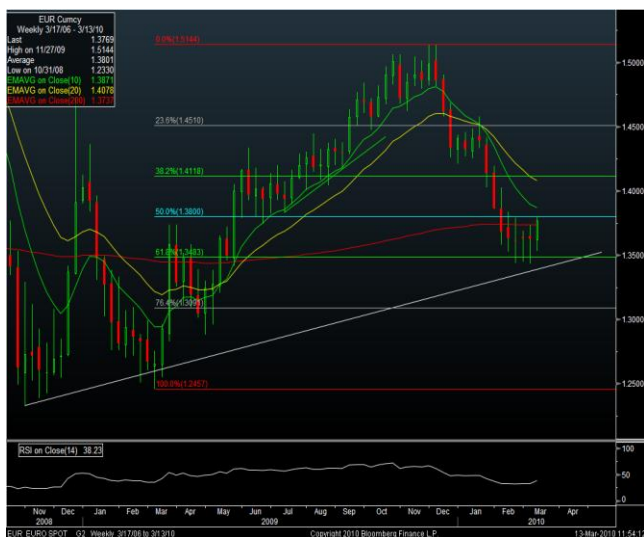 EUR Curncy
Weekly 3/17/06 - 3/13/10
Last 1.3769
High on 11/27/09 1.5144
Average 1.3801
Low on 10/31/08 1.2330
EMAVG on Close(10) 1.3871
EMAVG on Close(20) 1.4078
EMAVG on Close(200) 1.3737
0.0%(1.5144)
1.5000
23.6%(1.4510)
1.4500
38.2%(1.4118)
1.4000
50.0%(1.3800)
1.3500
61.8%(1.3483)
76.4%(1.3091)
1.3000
100.0%(1.2457)
1.2500
RSI on Close(14) 38.23
100
50
0
Nov Dec Jan Feb Mar Apr May Jun Jul Aug Sep Oct Nov Dec Jan Feb Mar Apr
2008 2009 2010
EUR EURO SPOT G2 Weekly 3/17/06 to 3/13/10 Copyright 2010 Bloomberg Finance L.P. 13-Mar-2010